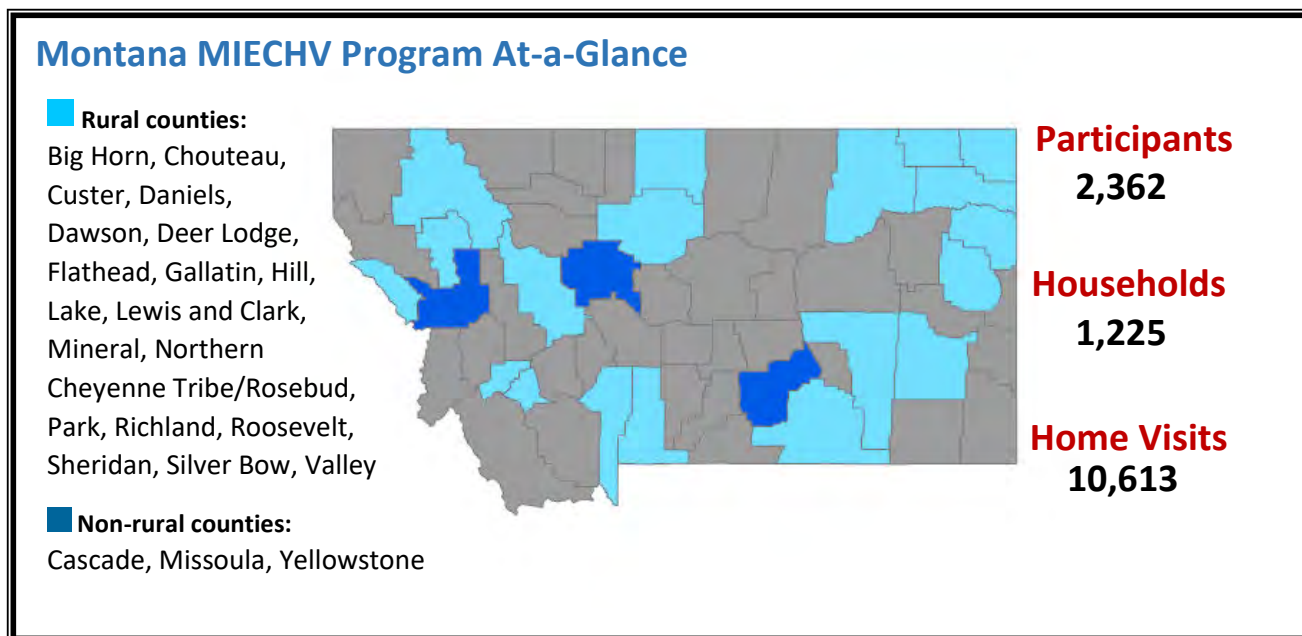 Montana MIECHV Program At-a-Glance
Rural counties:
Big Horn, Chouteau,
Custer, Daniels,
Dawson, Deer Lodge,
Flathead, Gallatin, Hill,
Lake, Lewis and Clark,
Mineral, Northern
Cheyenne Tribe/Rosebud,
Park, Richland, Roosevelt,
Sheridan, Silver Bow, Valley
Non-rural counties:
Cascade, Missoula, Yellowstone
Participants
2,362
Households
1,225
Home Visits
10,613